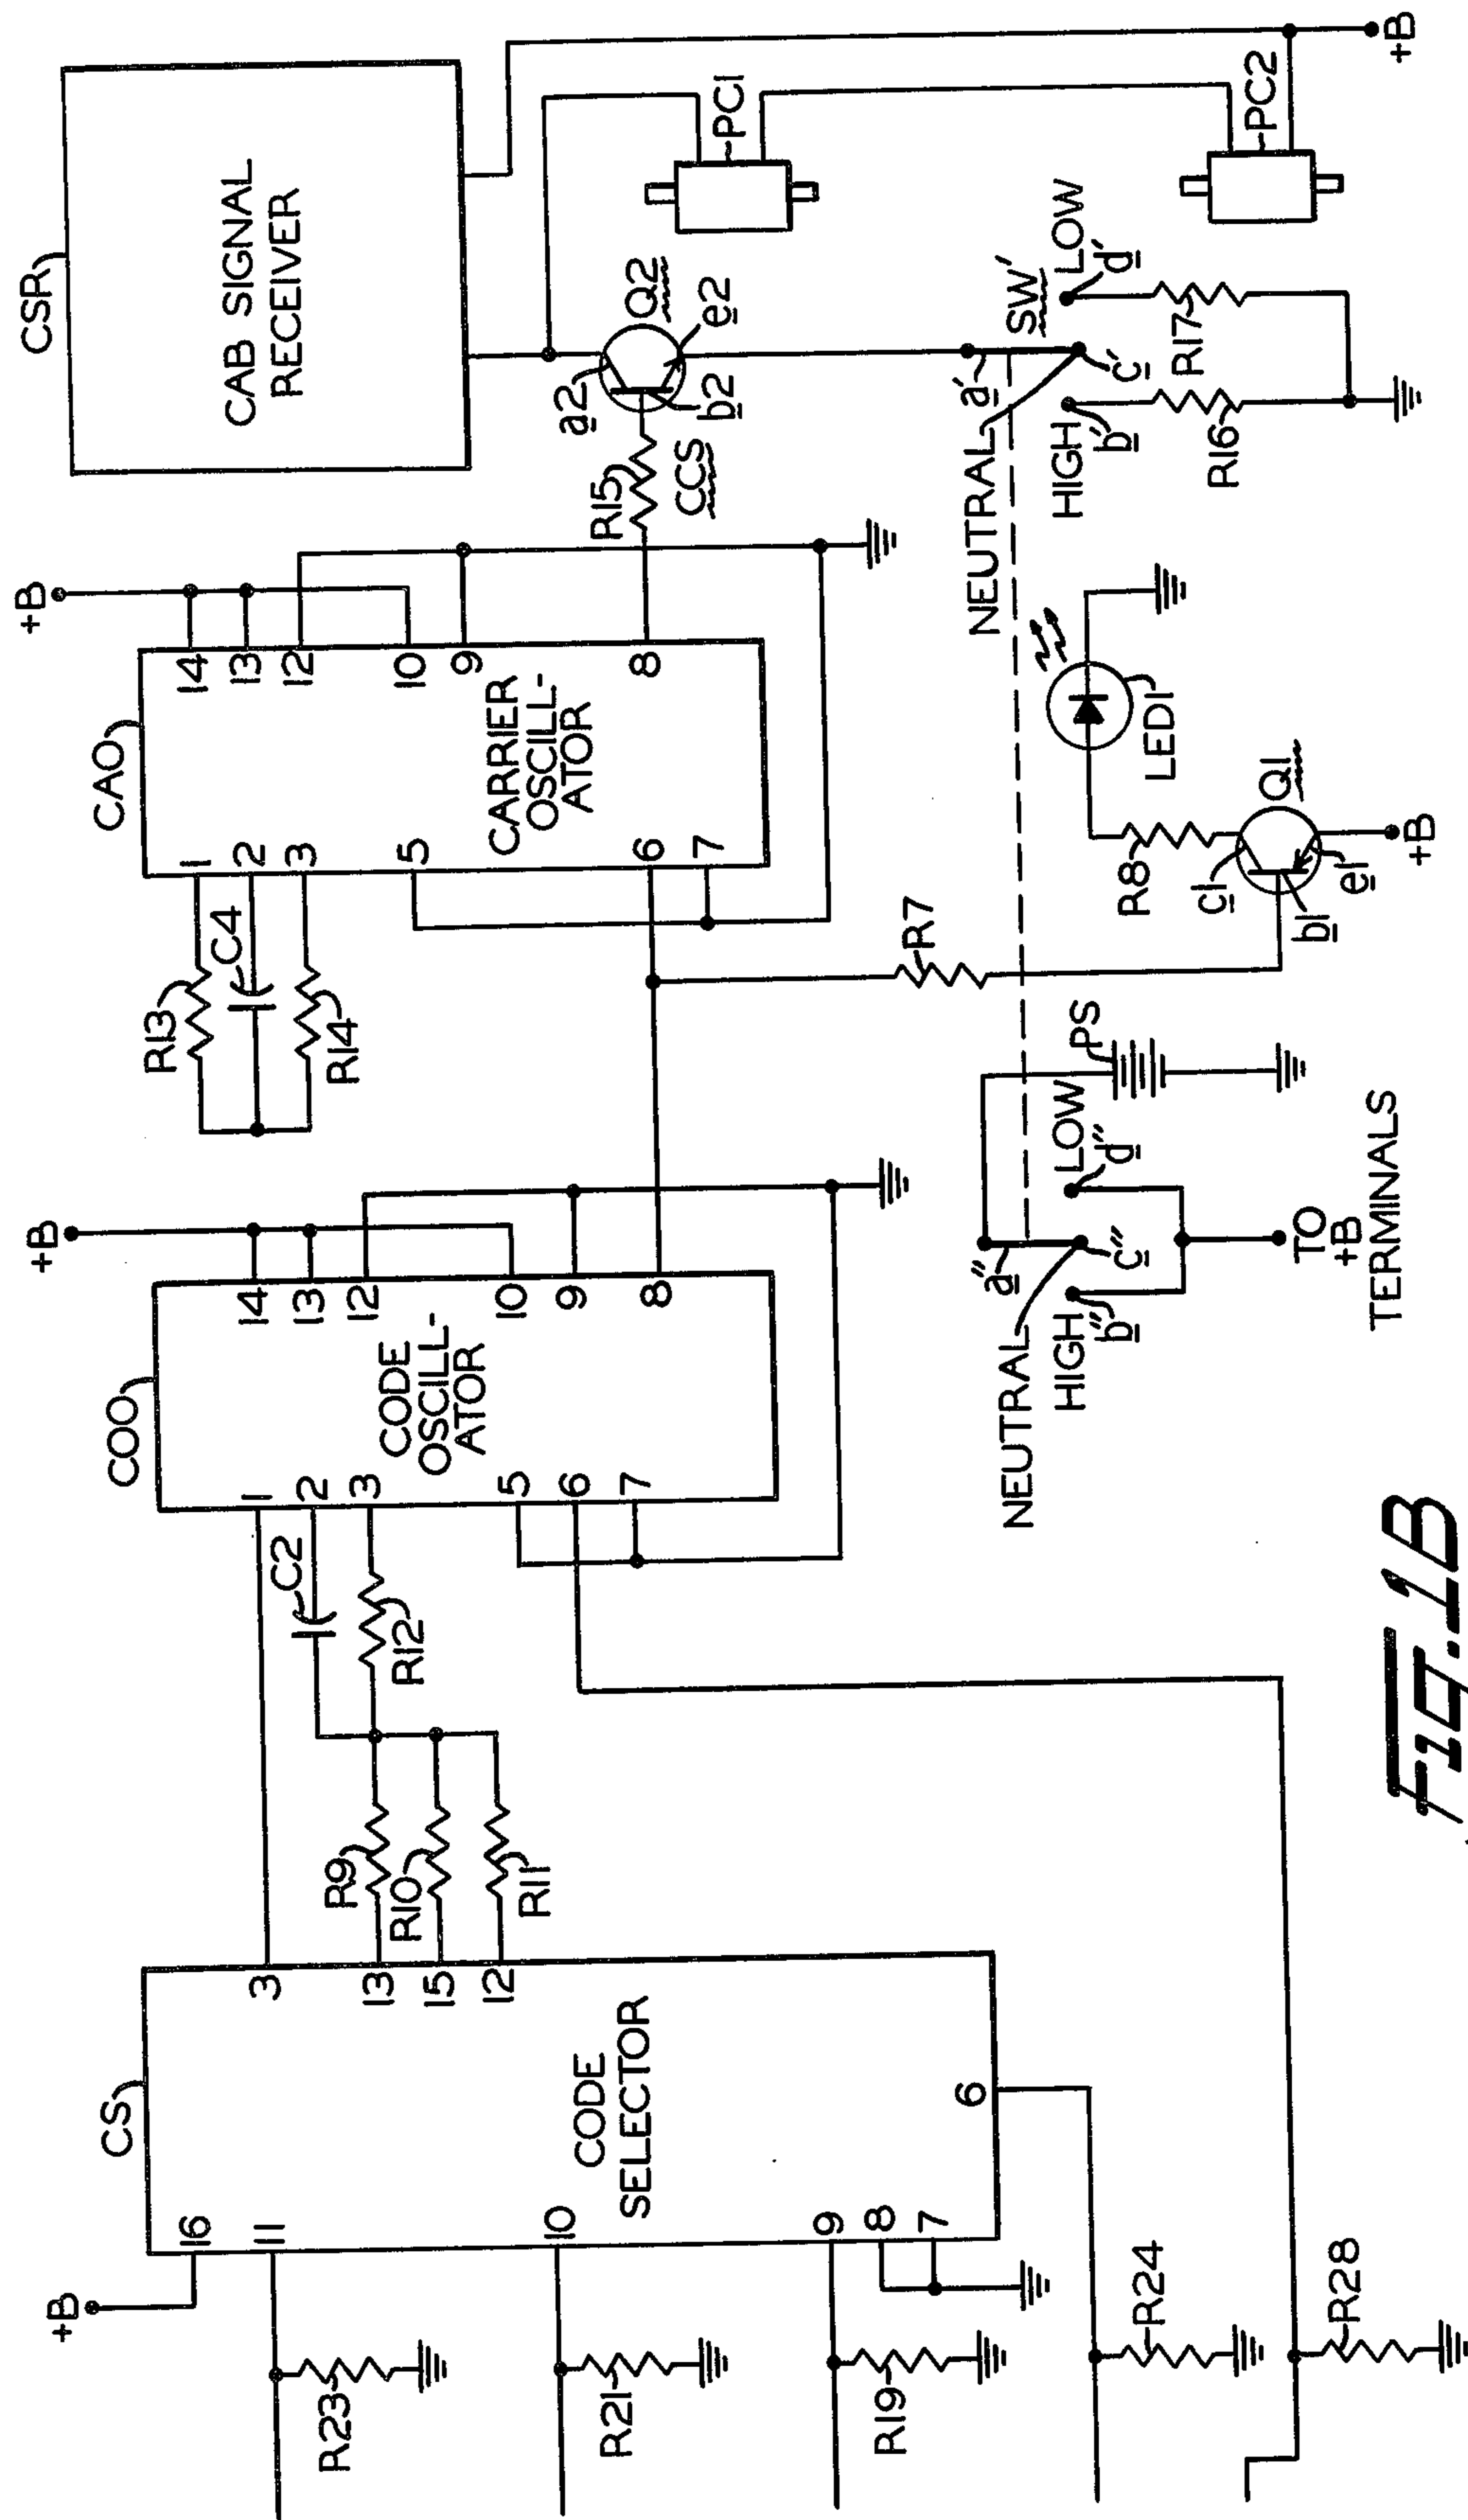 CS
+B
16
11
10
9
8
7
6
3
13
15
12
CODE
SELECTOR
R23
R21
R19
R24
R28
R9
R10
R11
C2
R12
COO
+B
1
2
3
5
6
7
14
13
12
10
9
8
CODE
OSCILL-
ATOR
R13
C4
R14
CAO
+B
1
2
3
5
6
7
14
13
12
10
9
8
CARRIER
OSCILL-
ATOR
R15
CCS
CSR
CAB SIGNAL
RECEIVER
a2
b2
e2
Q2
PC1
PC2
+B
NEUTRAL
a'
SW'
HIGH
b'
c'
LOW
d'
R16
R17
NEUTRAL
a"
HIGH
b"
c"
LOW
d"
PS
TO
+B
TERMINALS
R7
R8
c1
b1
e1
Q1
+B
LED1
FIG. 1B